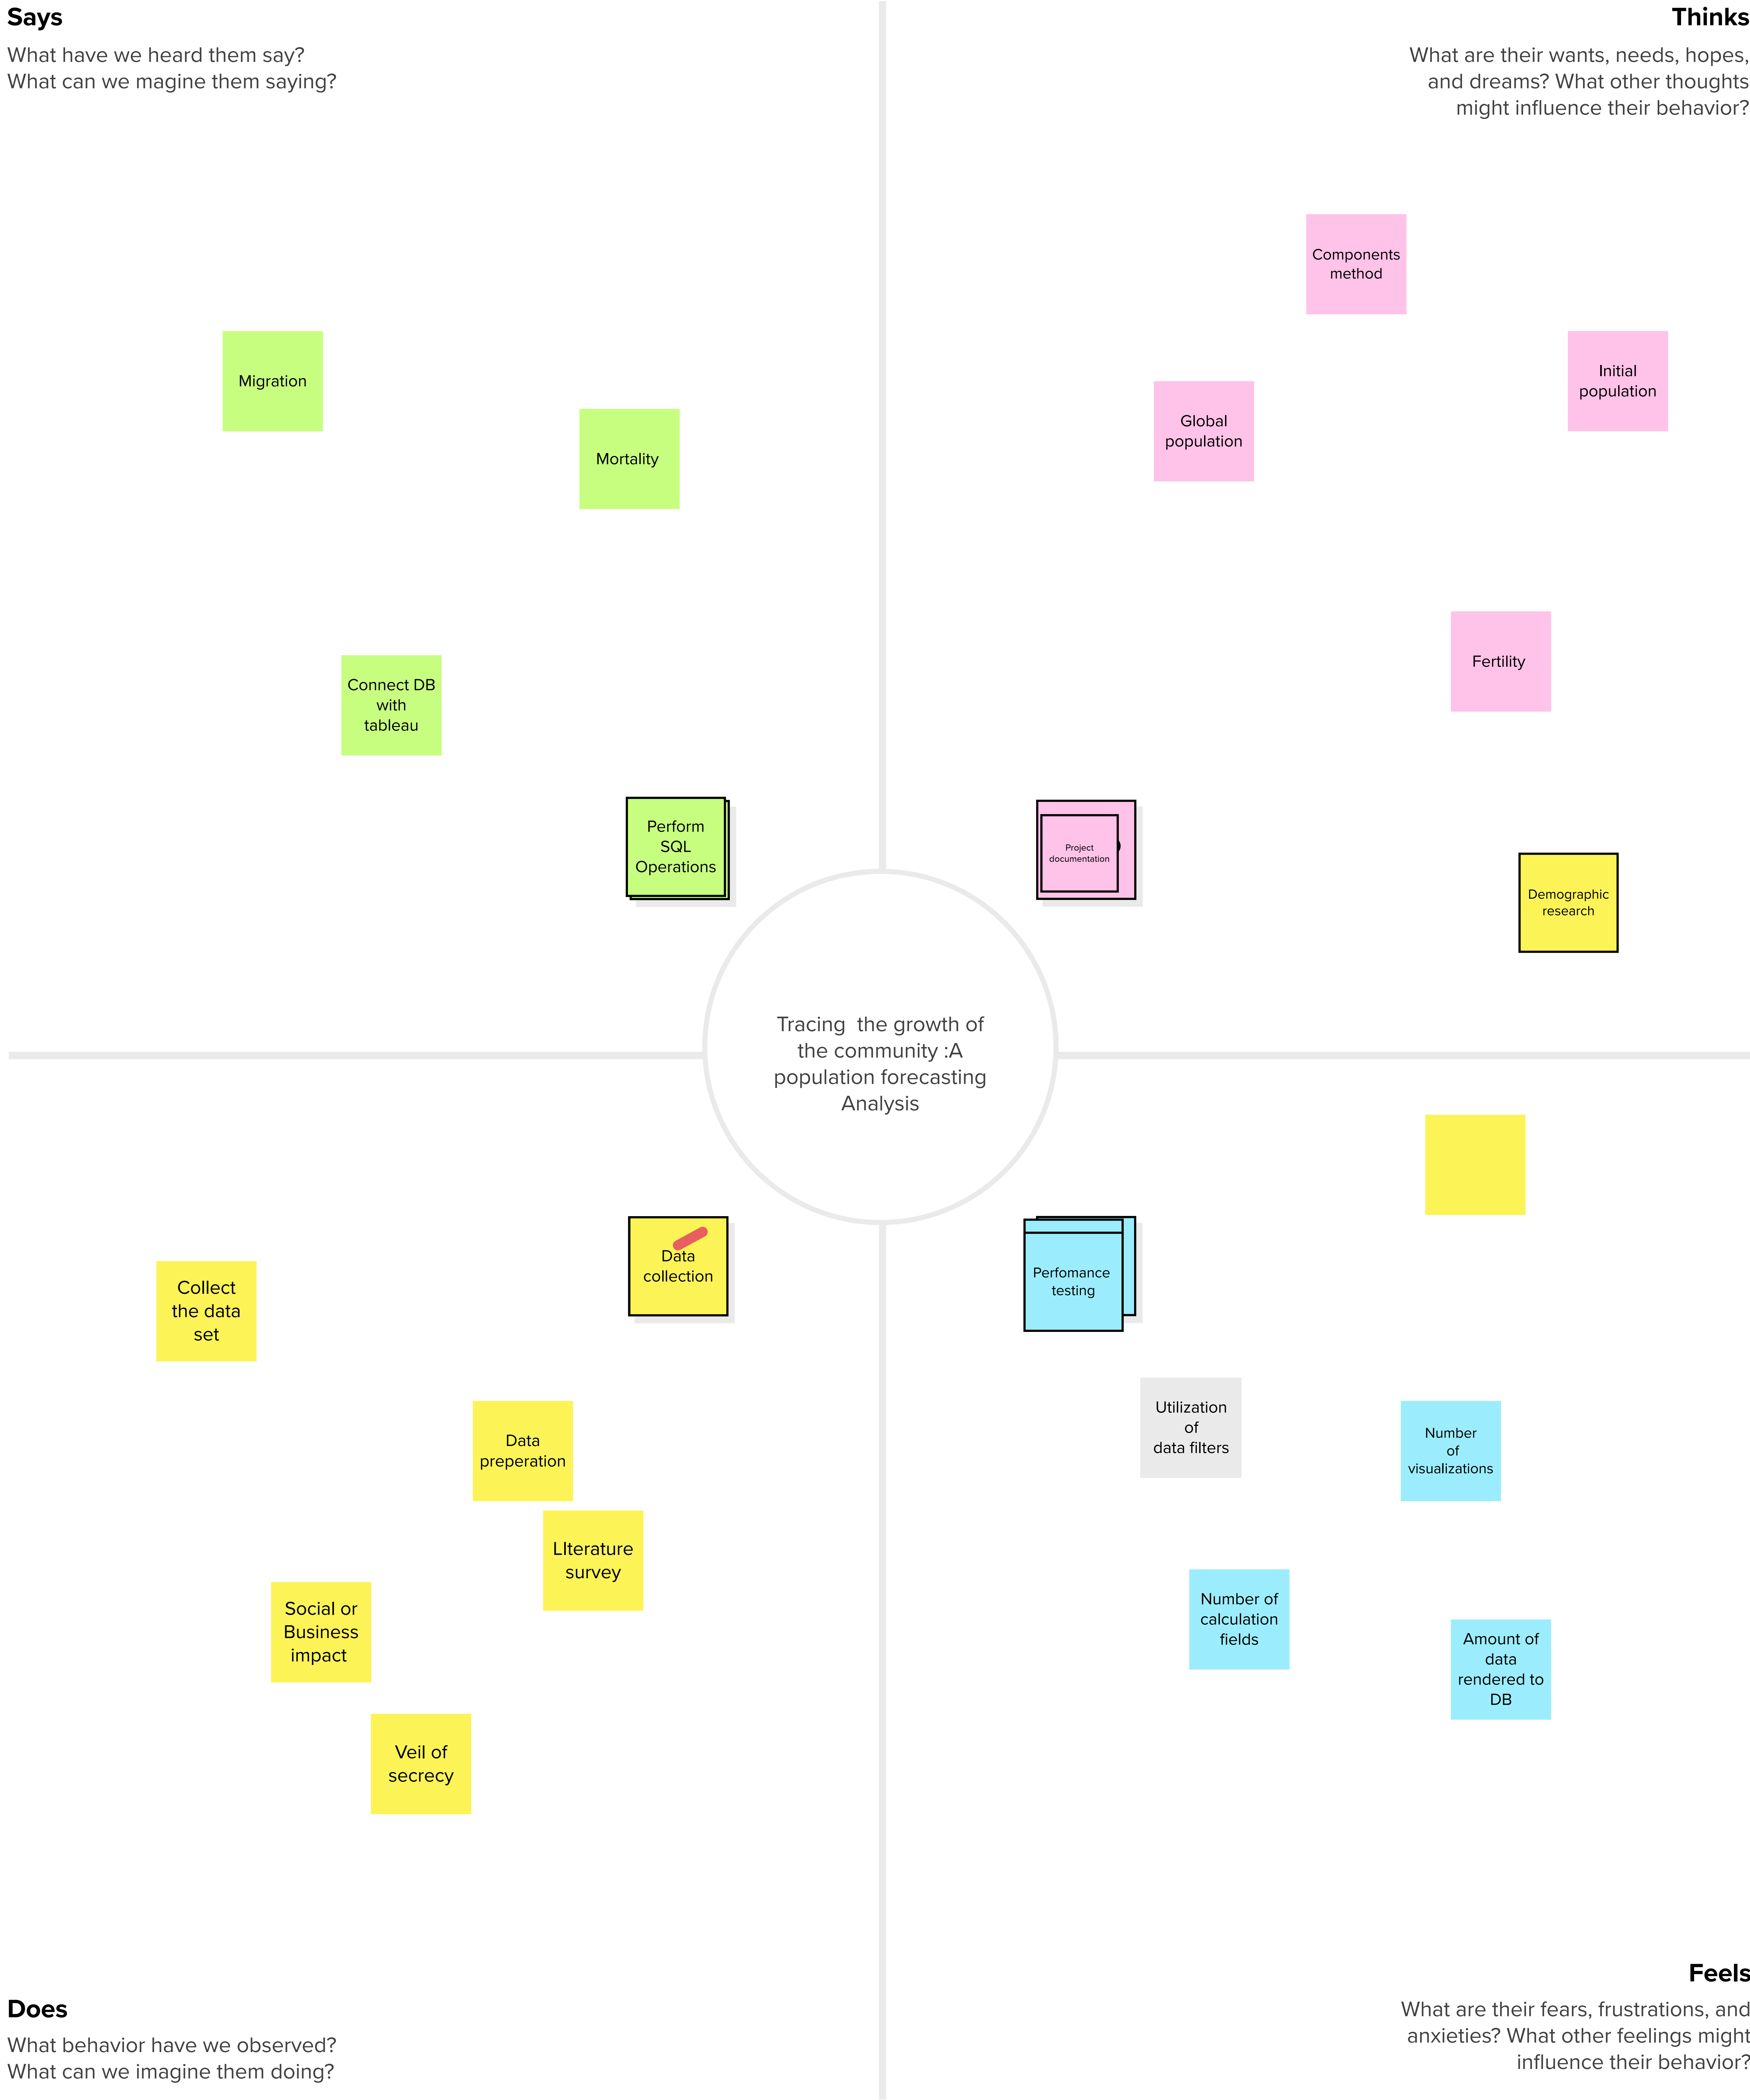 Says
What have we heard them say?
What can we magine them saying?
Thinks
What are their wants, needs, hopes,
and dreams? What other thoughts
might influence their behavior?
Migration
Mortality
Connect DB
with
tableau
Perform
SQL
Operations
Components
method
Initial
population
Global
population
Fertility
Project
documentation
Demographic
research
Tracing  the growth of
the community :A
population forecasting
Analysis
Data
collection
Collect
the data
set
Data
preperation
LIterature
survey
Social or
Business
impact
Veil of
secrecy
Perfomance
testing
Utilization
of
data filters
Number
of
visualizations
Number of
calculation
fields
Amount of
data
rendered to
DB
Does
What behavior have we observed?
What can we imagine them doing?
Feels
What are their fears, frustrations, and
anxieties? What other feelings might
influence their behavior?